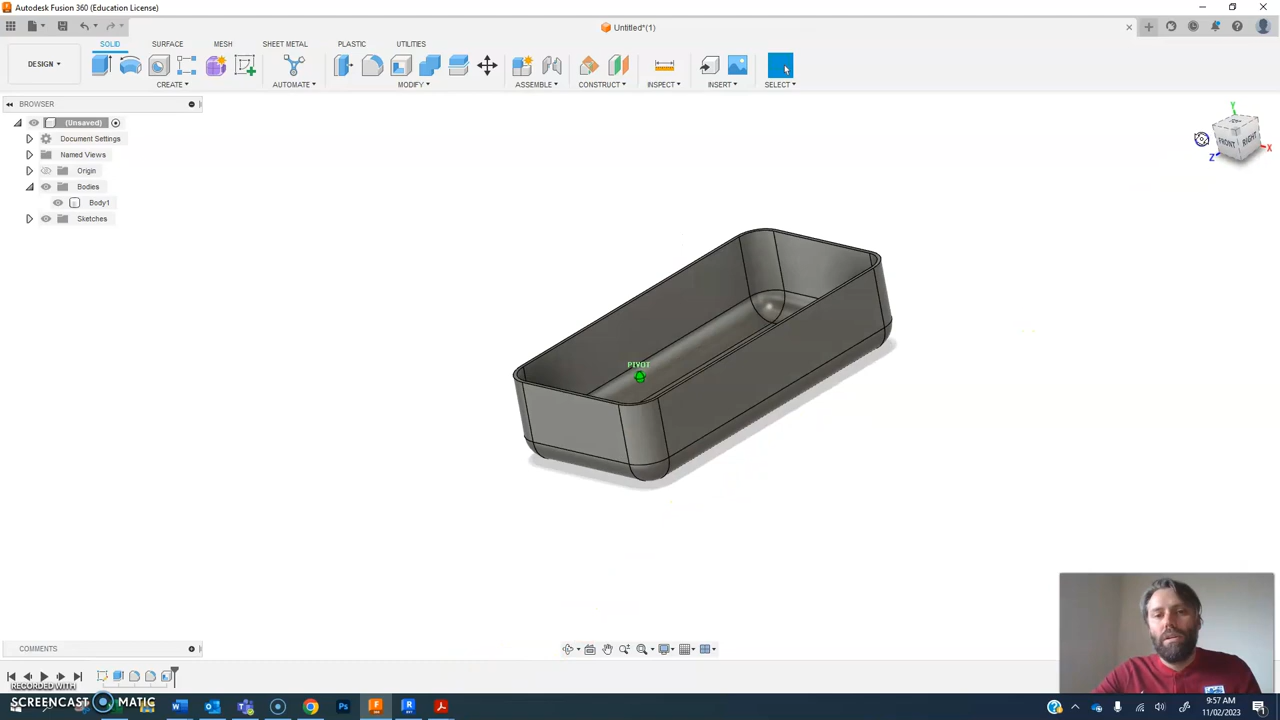 Autodesk Fusion 360 (Education License)
Untitled*(1)
SOLID SURFACE MESH SHEET METAL PLASTIC UTILITIES
DESIGN
CREATE AUTOMATE MODIFY ASSEMBLE CONSTRUCT INSPECT INSERT SELECT
BROWSER
(Unsaved)
Document Settings
Named Views
Origin
Bodies
Body1
Sketches
Y
FRONT RIGHT
X
Z
PIVOT
COMMENTS
RECORDED WITH
SCREENCAST MATIC
9:57 AM
11/02/2023